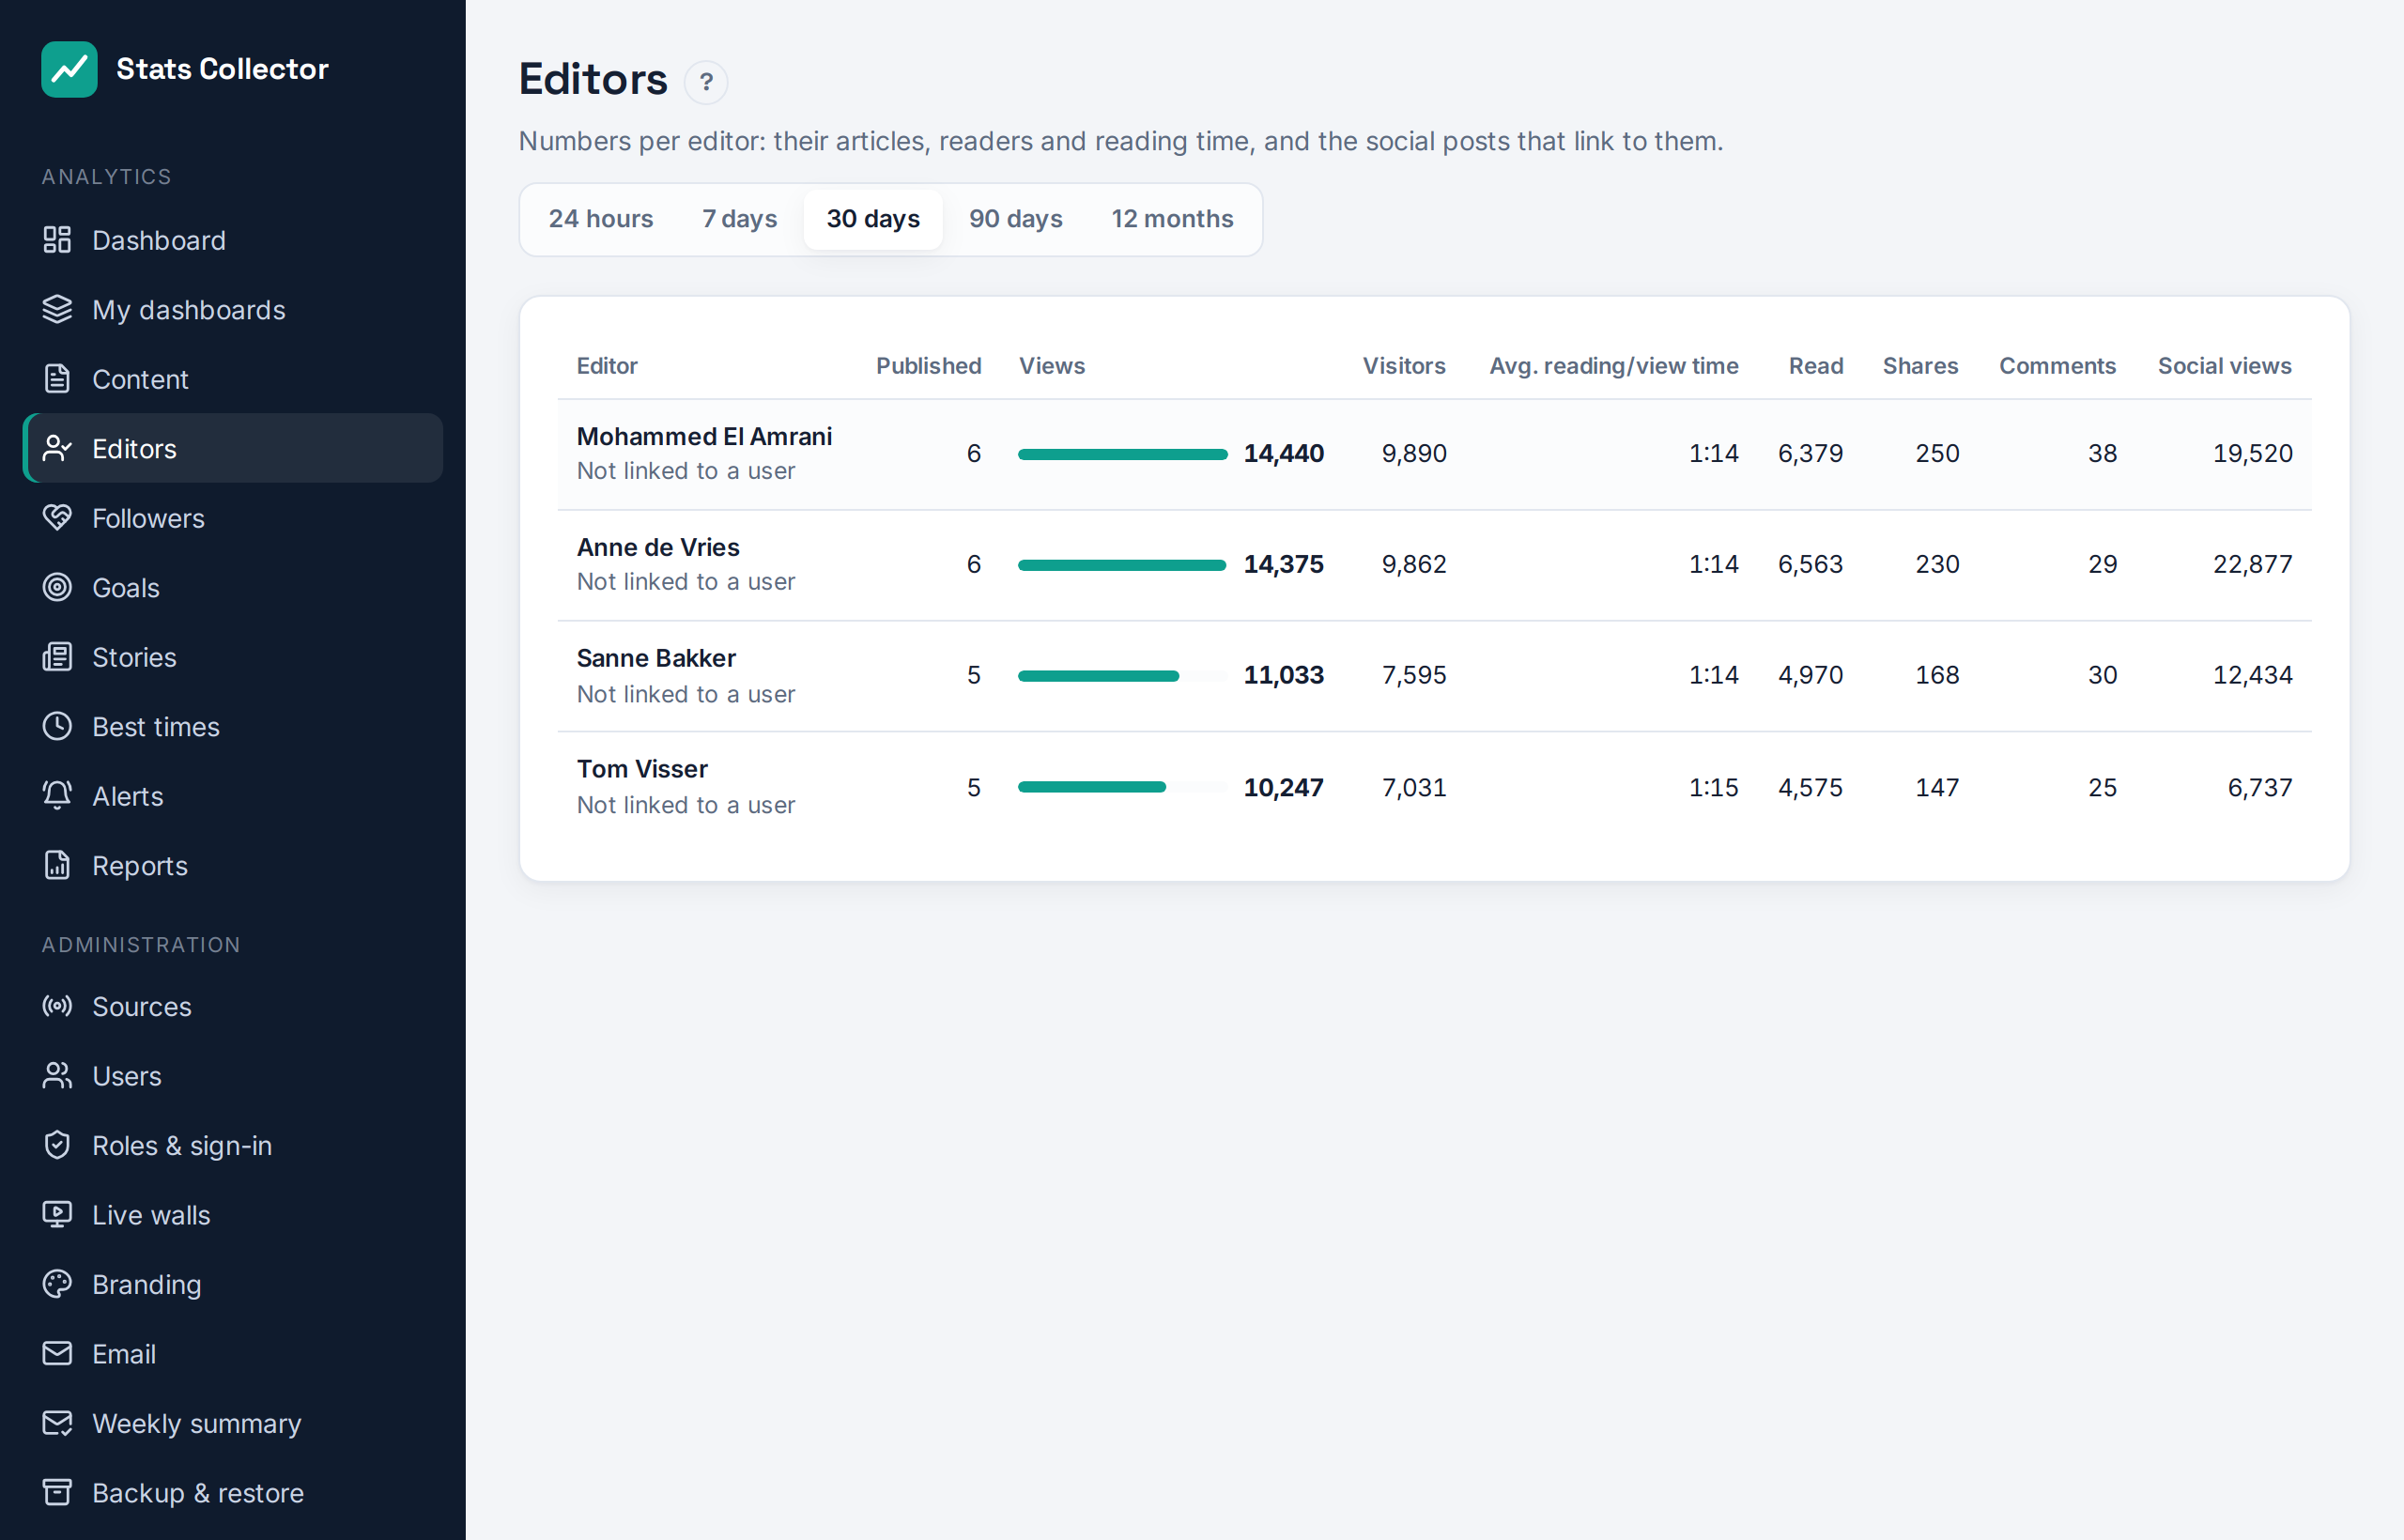 Stats Collector
ANALYTICS
Dashboard
My dashboards
Content
Editors
Followers
Goals
Stories
Best times
Alerts
Reports
ADMINISTRATION
Sources
Users
Roles & sign-in
Live walls
Branding
Email
Weekly summary
Backup & restore
Editors ?
Numbers per editor: their articles, readers and reading time, and the social posts that link to them.
24 hours 7 days 30 days 90 days 12 months
Editor Published Views Visitors Avg. reading/view time Read Shares Comments Social views
Mohammed El Amrani
Not linked to a user
6 14,440 9,890 1:14 6,379 250 38 19,520
Anne de Vries
Not linked to a user
6 14,375 9,862 1:14 6,563 230 29 22,877
Sanne Bakker
Not linked to a user
5 11,033 7,595 1:14 4,970 168 30 12,434
Tom Visser
Not linked to a user
5 10,247 7,031 1:15 4,575 147 25 6,737